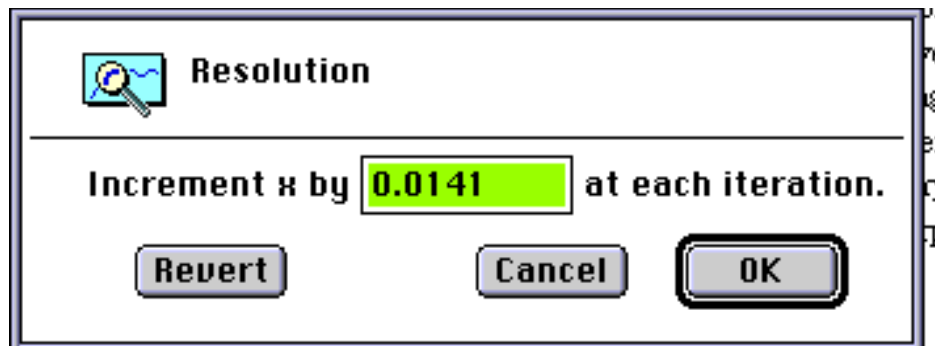 Resolution
Increment x by 0.0141 at each iteration.
Revert Cancel OK